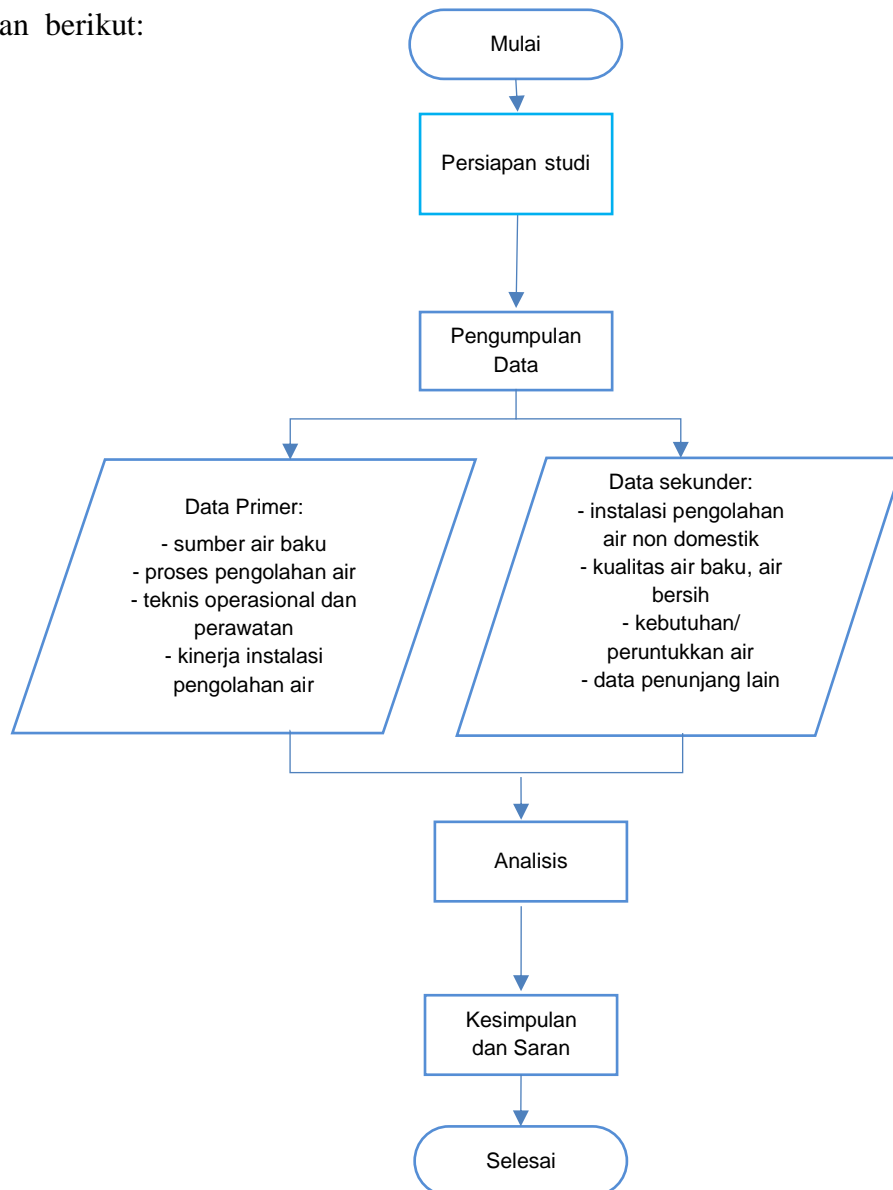 an berikut:
Mulai
Persiapan studi
Pengumpulan
Data
Data Primer:
- sumber air baku
- proses pengolahan air
- teknis operasional dan
perawatan
- kinerja instalasi
pengolahan air
Data sekunder:
- instalasi pengolahan
air non domestik
- kualitas air baku, air
bersih
- kebutuhan/
peruntukkan air
- data penunjang lain
Analisis
Kesimpulan
dan Saran
Selesai